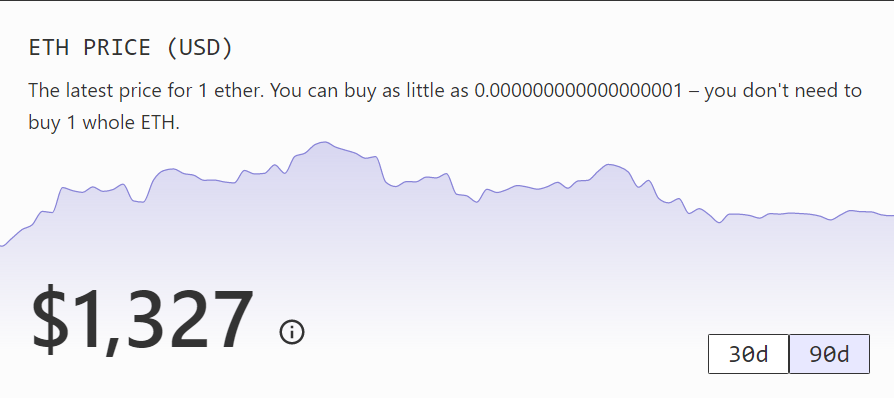 ETH PRICE (USD)
The latest price for 1 ether. You can buy as little as 0.000000000000000001 – you don't need to
buy 1 whole ETH.
$1,327
30d 90d